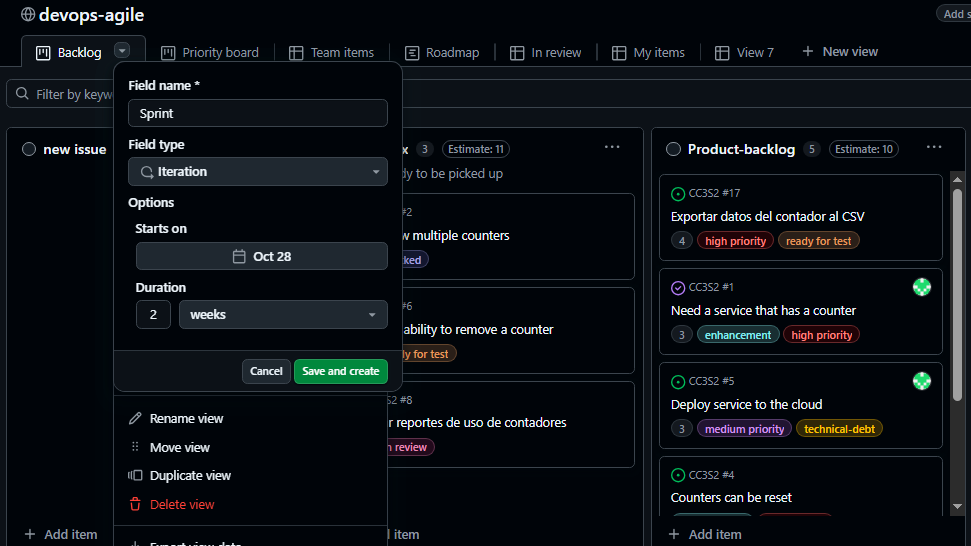 devops-agile
Add s
Backlog
Priority board
Team items
Roadmap
In review
My items
View 7
+ New view
Filter by keyw
Field name *
Sprint
Field type
Iteration
Options
Starts on
Oct 28
Duration
2 weeks
Cancel
Save and create
Rename view
Move view
Duplicate view
Delete view
Export view data
new issue
+ Add item
x 3 Estimate: 11 ...
dy to be picked up
#2
w multiple counters
cked
#6
ability to remove a counter
ly for test
S2 #8
r reportes de uso de contadores
n review
l item
Product-backlog 5 Estimate: 10 ...
CC3S2 #17
Exportar datos del contador al CSV
4 high priority ready for test
CC3S2 #1
Need a service that has a counter
3 enhancement high priority
CC3S2 #5
Deploy service to the cloud
3 medium priority technical-debt
CC3S2 #4
Counters can be reset
+ Add item